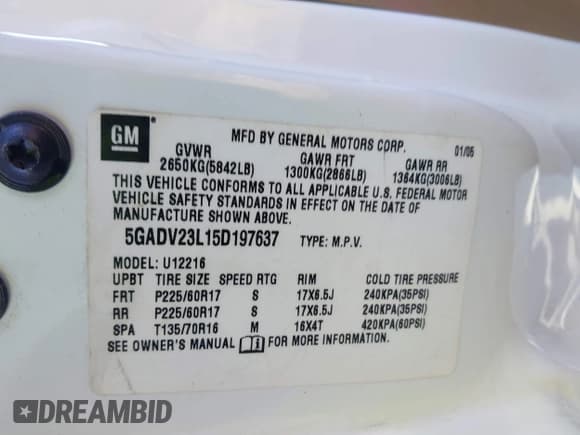 GM ®
MFD BY GENERAL MOTORS CORP. 01/05
GVWR GAWR FRT GAWR RR
2650KG(5842LB) 1300KG(2866LB) 1364KG(3006LB)
THIS VEHICLE CONFORMS TO ALL APPLICABLE U.S. FEDERAL MOTOR
VEHICLE SAFETY STANDARDS IN EFFECT ON THE DATE OF
MANUFACTURE SHOWN ABOVE.
5GADV23L15D197637 TYPE: M.P.V.
MODEL: U12216
UPBT TIRE SIZE SPEED RTG RIM COLD TIRE PRESSURE
FRT P225/60R17 S 17X6.5J 240KPA(35PSI)
RR P225/60R17 S 17X6.5J 240KPA(35PSI)
SPA T135/70R16 M 16X4T 420KPA(60PSI)
SEE OWNER'S MANUAL i FOR MORE INFORMATION.
DREAMBID